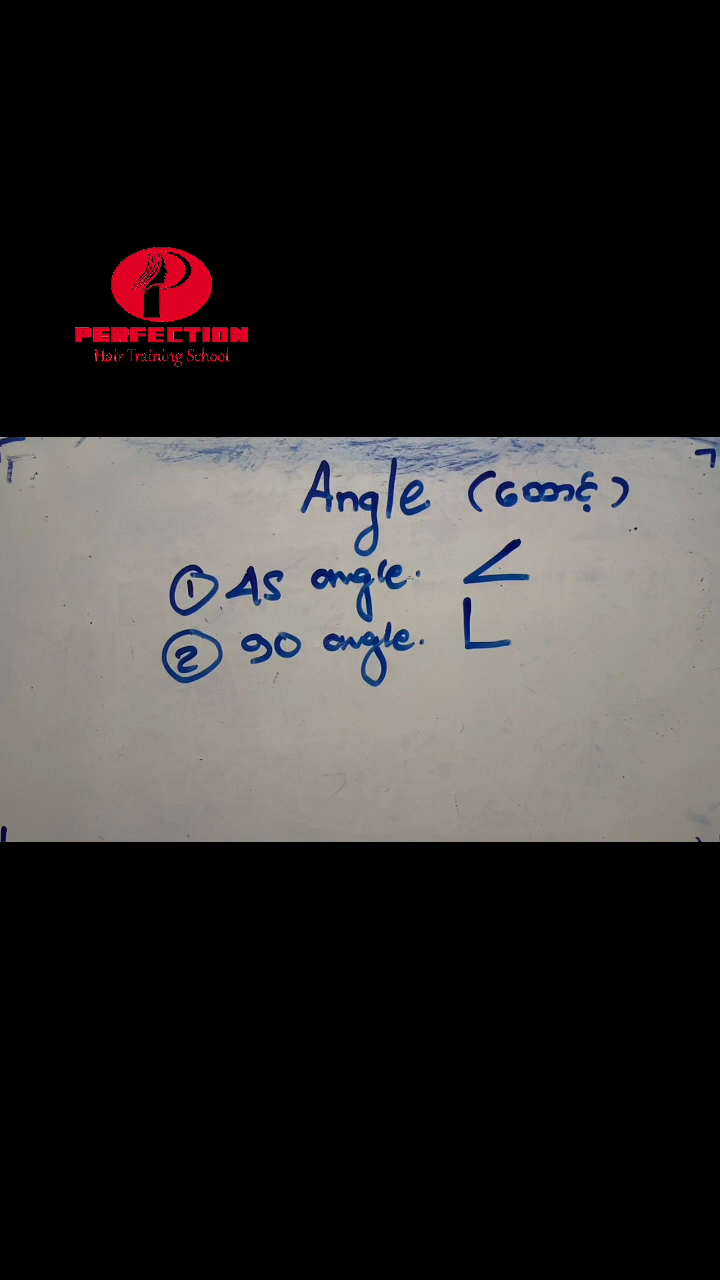 PERFECTION
Hair Training School
Angle (ထောင့်)
① 45 angle.
② 90 angle.